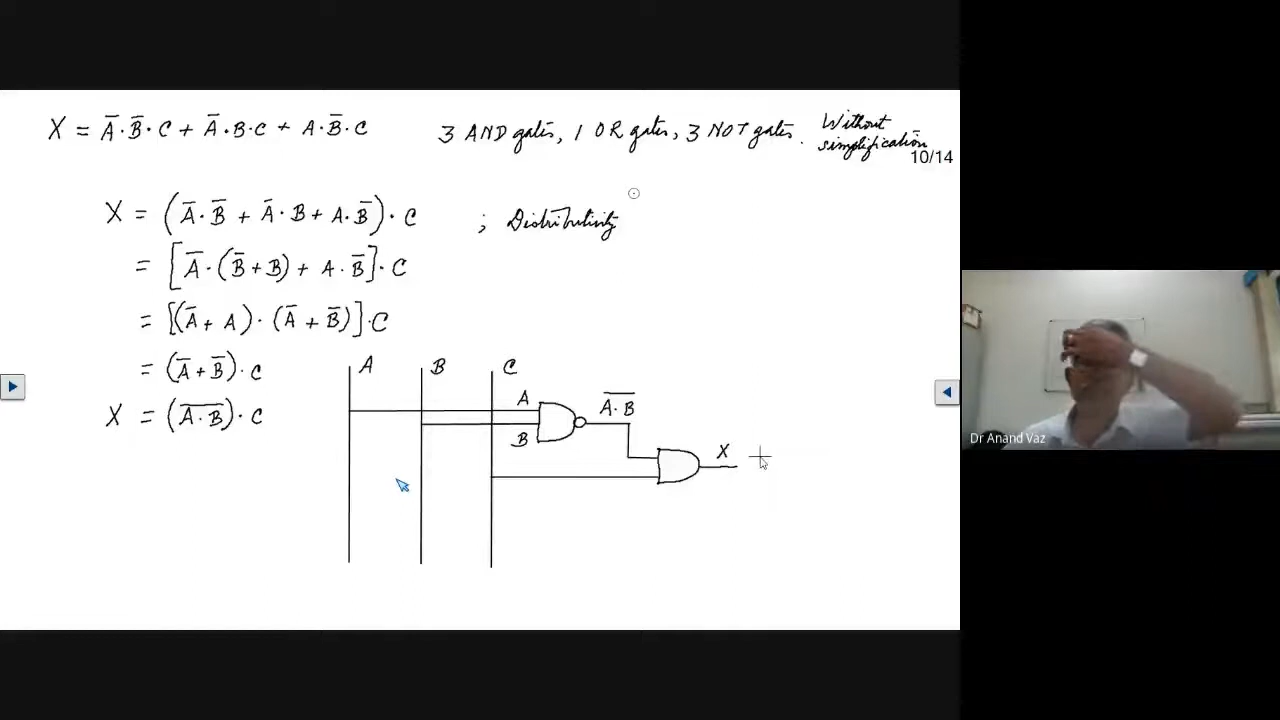 X = A̅·B̅·C + A̅·B·C + A·B̅·C
3 AND gates, 1 OR gates, 3 NOT gates. Without simplification
10/14
X = (A̅·B̅ + A̅·B + A·B̅)·C ; Distributivity
= [A̅·(B̅+B) + A·B̅]·C
= [(A̅+A)·(A̅+B̅)]·C
= (A̅+B̅)·C
X = (A̅·̅B̅)·C
A B C
A
B
A̅·̅B̅
X
Dr Anand Vaz